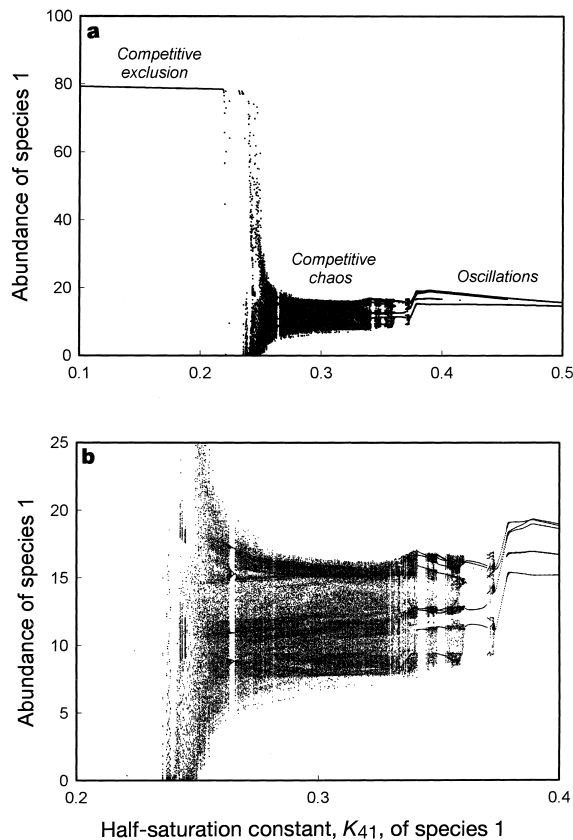 a
Competitive
exclusion
Competitive
chaos
Oscillations
Abundance of species 1
100
80
60
40
20
0
0.1 0.2 0.3 0.4 0.5
b
Abundance of species 1
25
20
15
10
5
0
0.2 0.3 0.4
Half-saturation constant, K41, of species 1